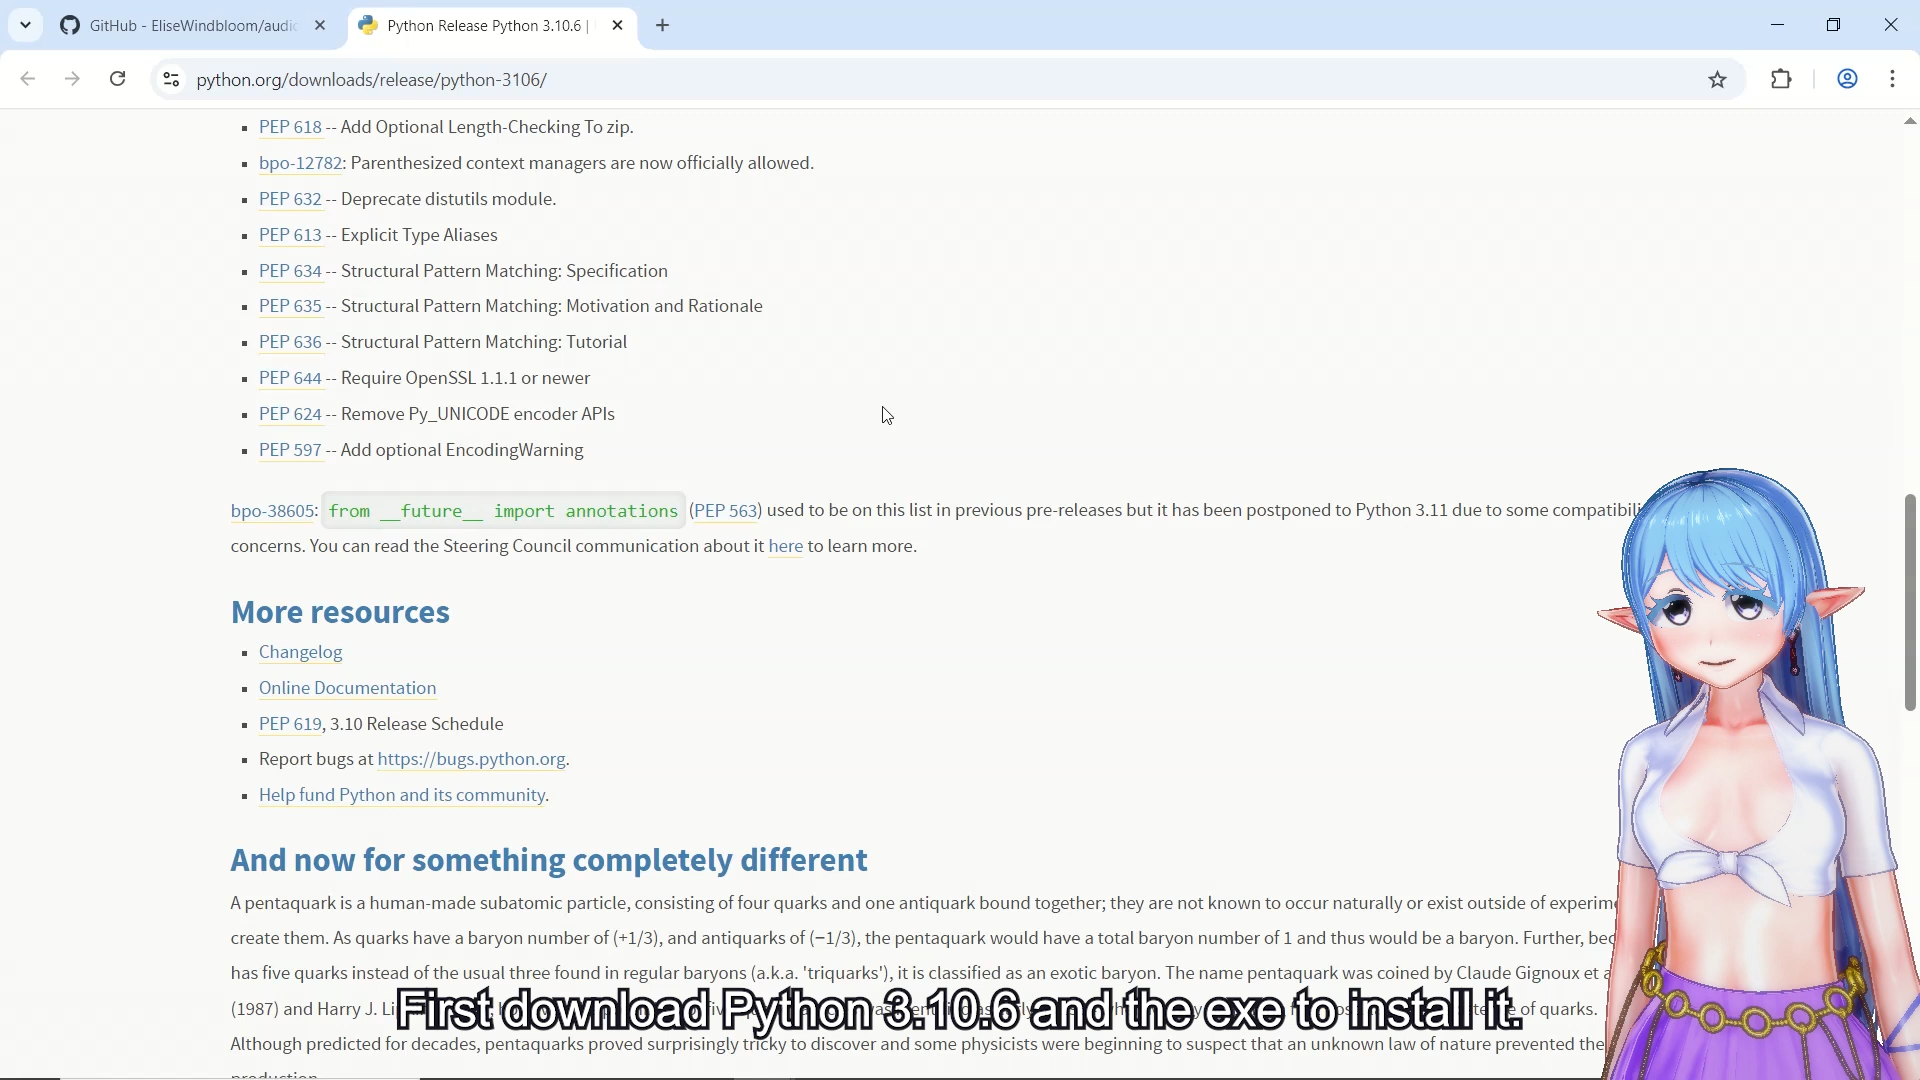 GitHub - EliseWindbloom/audio
Python Release Python 3.10.6 |
python.org/downloads/release/python-3106/
PEP 618 -- Add Optional Length-Checking To zip.
bpo-12782: Parenthesized context managers are now officially allowed.
PEP 632 -- Deprecate distutils module.
PEP 613 -- Explicit Type Aliases
PEP 634 -- Structural Pattern Matching: Specification
PEP 635 -- Structural Pattern Matching: Motivation and Rationale
PEP 636 -- Structural Pattern Matching: Tutorial
PEP 644 -- Require OpenSSL 1.1.1 or newer
PEP 624 -- Remove Py_UNICODE encoder APIs
PEP 597 -- Add optional EncodingWarning
bpo-38605: from __future__ import annotations (PEP 563) used to be on this list in previous pre-releases but it has been postponed to Python 3.11 due to some compatibili
concerns. You can read the Steering Council communication about it here to learn more.
More resources
Changelog
Online Documentation
PEP 619, 3.10 Release Schedule
Report bugs at https://bugs.python.org.
Help fund Python and its community.
And now for something completely different
A pentaquark is a human-made subatomic particle, consisting of four quarks and one antiquark bound together; they are not known to occur naturally or exist outside of experime
create them. As quarks have a baryon number of (+1/3), and antiquarks of (−1/3), the pentaquark would have a total baryon number of 1 and thus would be a baryon. Further, bec
has five quarks instead of the usual three found in regular baryons (a.k.a. 'triquarks'), it is classified as an exotic baryon. The name pentaquark was coined by Claude Gignoux et a
(1987) and Harry J. Li of quarks.
First download Python 3.10.6 and the exe to install it.
Although predicted for decades, pentaquarks proved surprisingly tricky to discover and some physicists were beginning to suspect that an unknown law of nature prevented the
production.